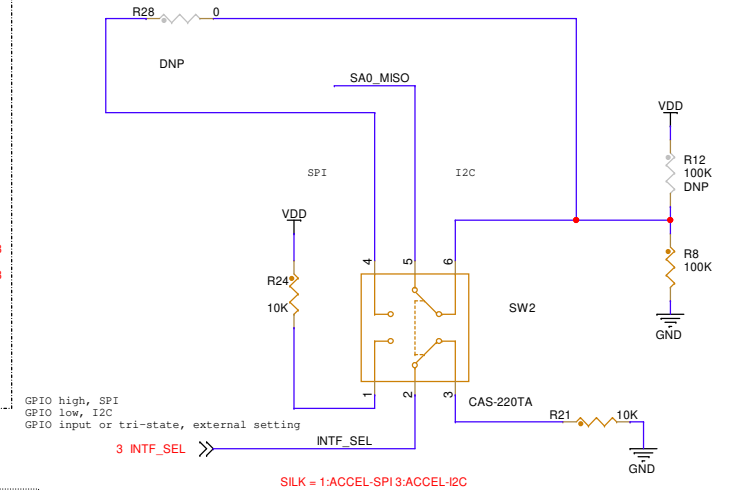 R28 0
DNP
SA0_MISO
VDD
R12
100K
DNP
SPI I2C
VDD
R8
100K
4 5 6
R24
10K
SW2
GND
1 2 3
CAS-220TA
GPIO high, SPI
GPIO low, I2C
GPIO input or tri-state, external setting
R21 10K
3 INTF_SEL
INTF_SEL
GND
SILK = 1:ACCEL-SPI 3:ACCEL-I2C